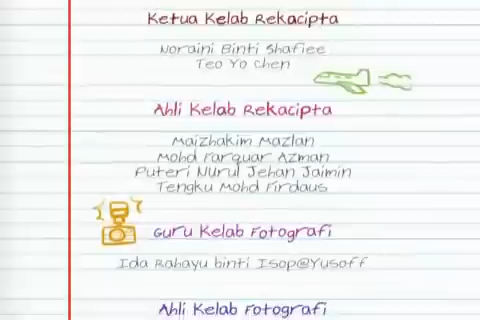 Ketua Kelab Rekacipta
Noraini Binti Shafiee
Teo Yo Chen
Ahli Kelab Rekacipta
Maizhakim Mazlan
Mohd Farquar Azman
Puteri Nurul Jehan Jaimin
Tengku Mohd Firdaus
Guru Kelab Fotografi
Ida Rahayu binti Isop@Yusoff
Ahli Kelab Fotografi